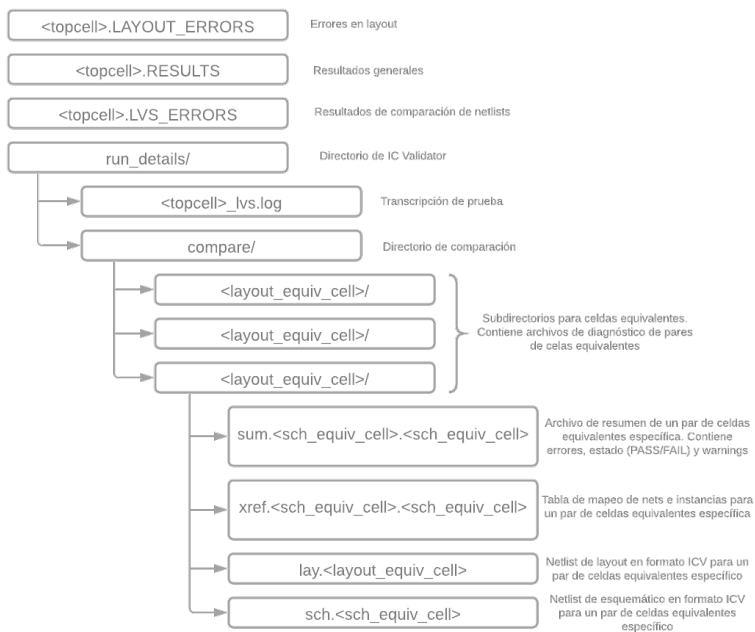 <topcell>.LAYOUT_ERRORS
Errores en layout
<topcell>.RESULTS
Resultados generales
<topcell>.LVS_ERRORS
Resultados de comparación de netlists
run_details/
Directorio de IC Validator
<topcell>_lvs.log
Transcripción de prueba
compare/
Directorio de comparación
<layout_equiv_cell>/
<layout_equiv_cell>/
<layout_equiv_cell>/
Subdirectorios para celdas equivalentes.
Contiene archivos de diagnóstico de pares
de celas equivalentes
sum.<sch_equiv_cell>.<sch_equiv_cell>
Archivo de resumen de un par de celdas
equivalentes específica. Contiene
errores, estado (PASS/FAIL) y warnings
xref.<sch_equiv_cell>.<sch_equiv_cell>
Tabla de mapeo de nets e instancias para
un par de celdas equivalentes específica
lay.<layout_equiv_cell>
Netlist de layout en formato ICV para un
par de celdas equivalentes específico
sch.<sch_equiv_cell>
Netlist de esquemático en formato ICV
para un par de celdas equivalentes
específico